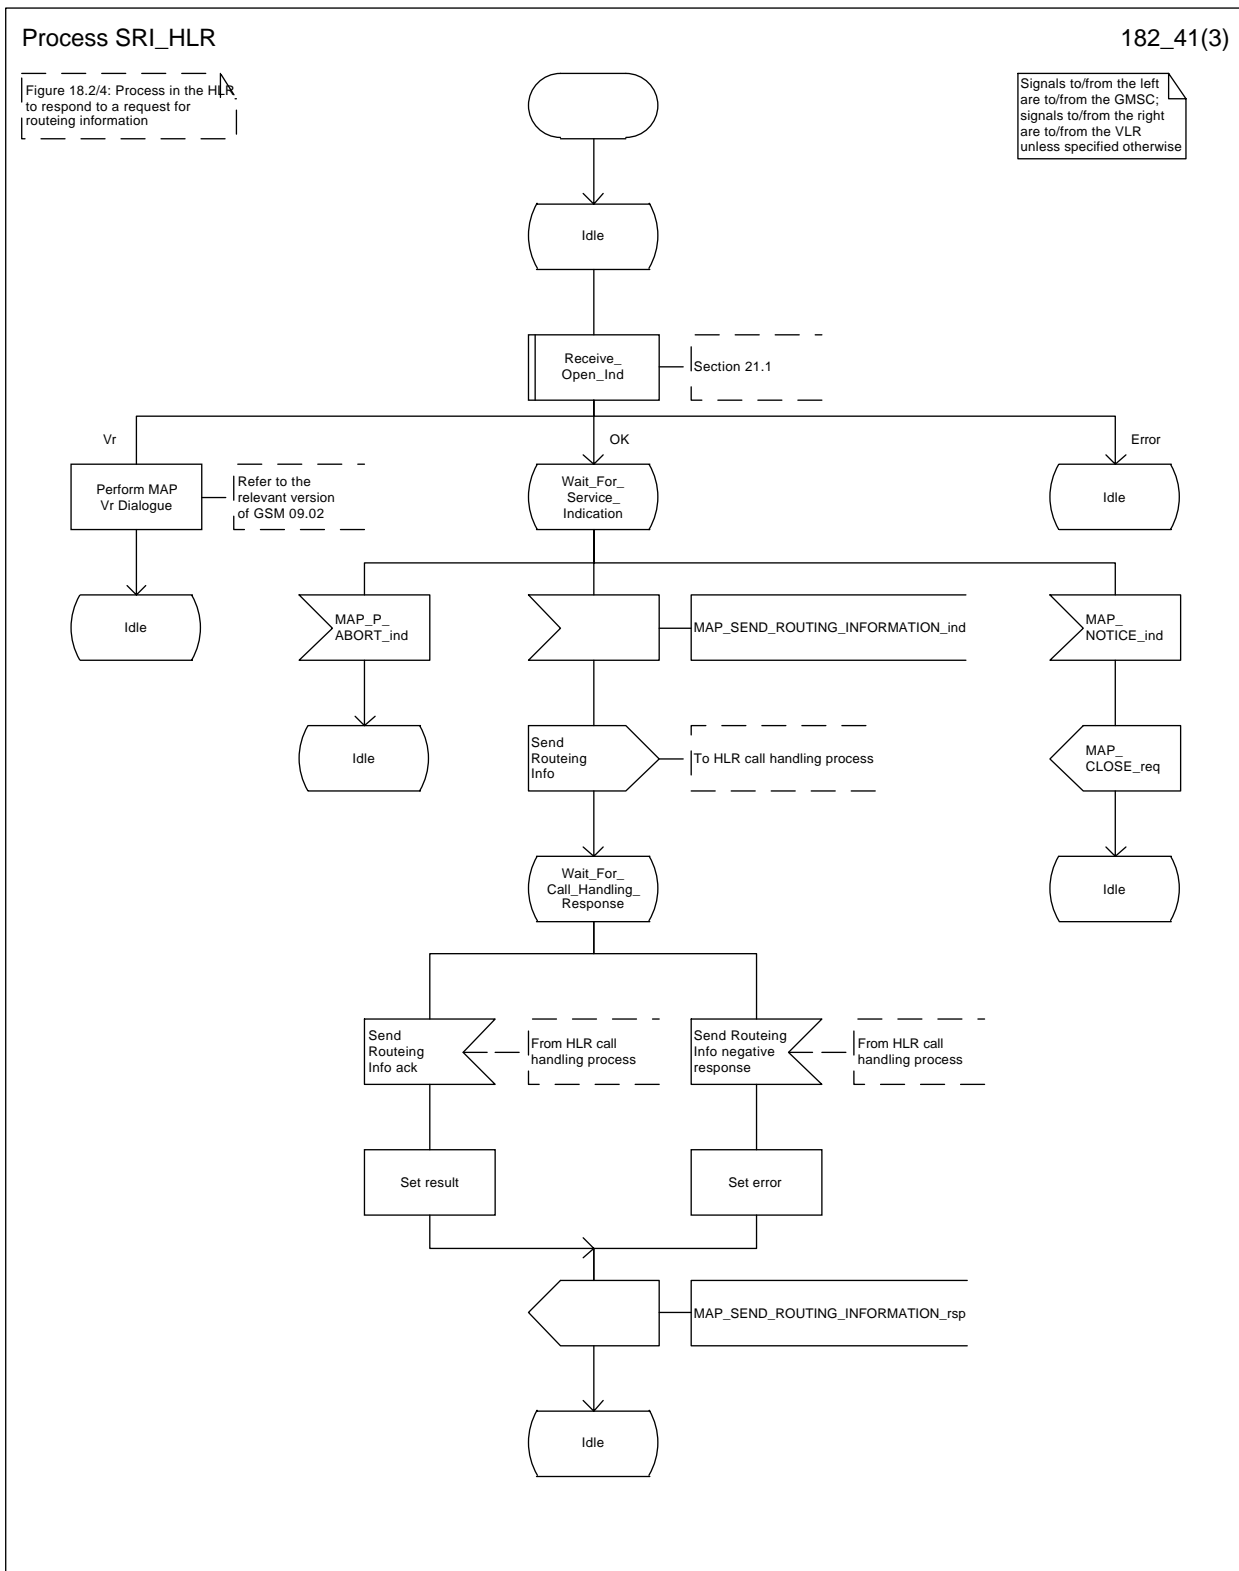 Process SRI_HLR
182_41(3)
Figure 18.2/4: Process in the HLR
to respond to a request for
routeing information
Signals to/from the left
are to/from the GMSC;
signals to/from the right
are to/from the VLR
unless specified otherwise
Idle
Receive_
Open_Ind
Section 21.1
Vr
OK
Error
Perform MAP
Vr Dialogue
Refer to the
relevant version
of GSM 09.02
Wait_For_
Service_
Indication
Idle
Idle
MAP_P_
ABORT_ind
MAP_SEND_ROUTING_INFORMATION_ind
MAP_
NOTICE_ind
Idle
Send
Routeing
Info
To HLR call handling process
MAP_
CLOSE_req
Wait_For_
Call_Handling_
Response
Idle
Send
Routeing
Info ack
From HLR call
handling process
Send Routeing
Info negative
response
From HLR call
handling process
Set result
Set error
MAP_SEND_ROUTING_INFORMATION_rsp
Idle